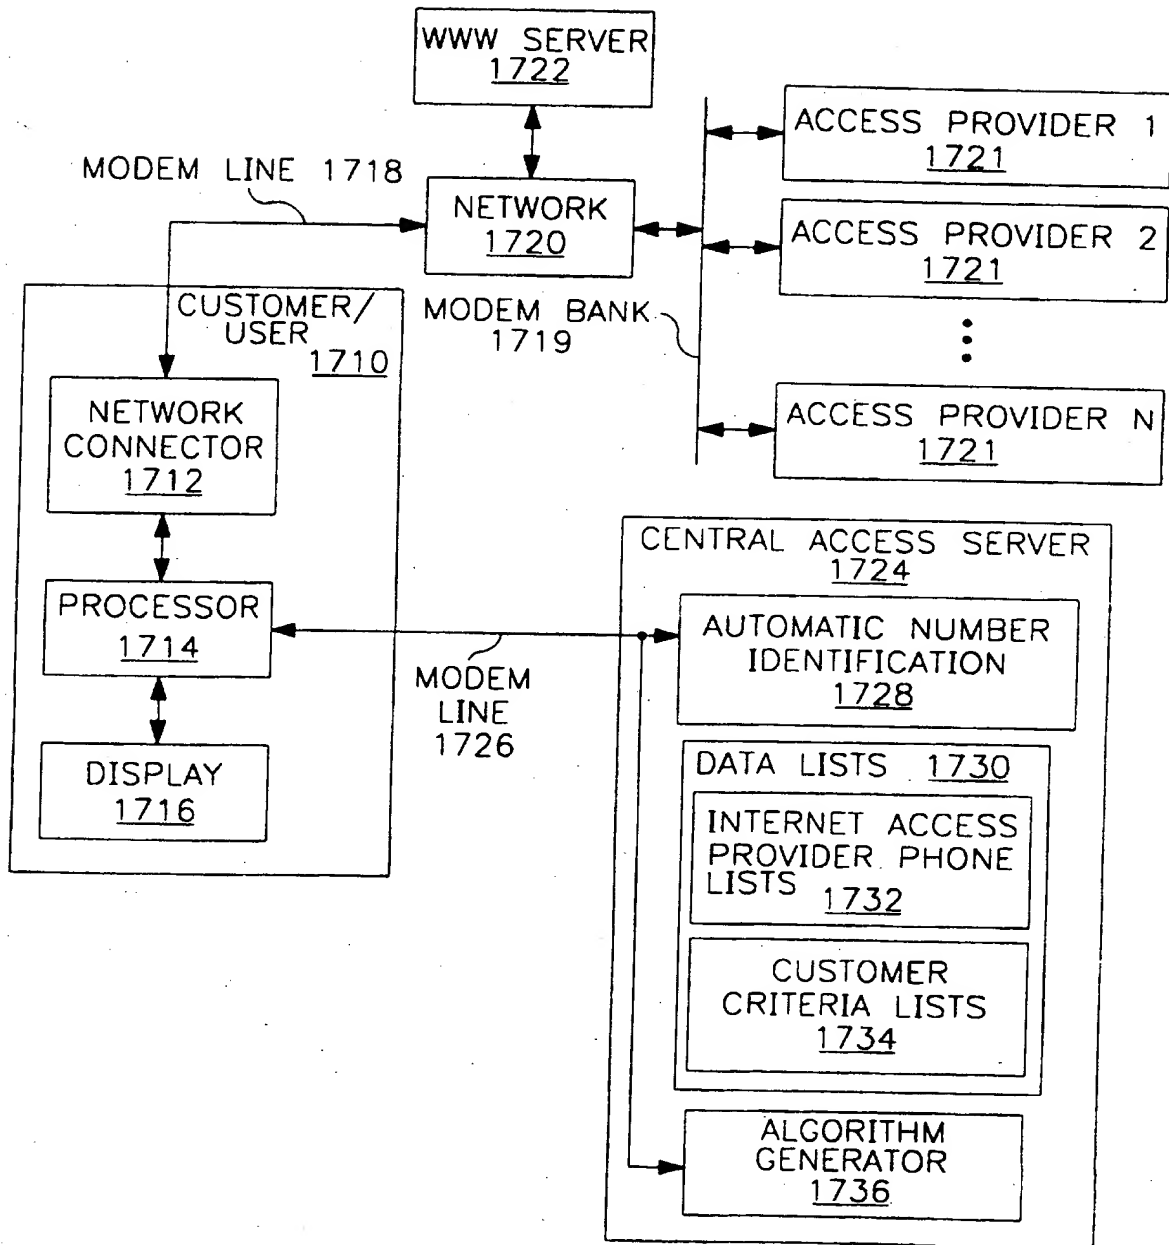 WWW SERVER
1722
ACCESS PROVIDER 1
1721
MODEM LINE 1718
NETWORK
1720
ACCESS PROVIDER 2
1721
CUSTOMER/
USER
1710
MODEM BANK
1719
NETWORK
CONNECTOR
1712
ACCESS PROVIDER N
1721
CENTRAL ACCESS SERVER
1724
PROCESSOR
1714
AUTOMATIC NUMBER
IDENTIFICATION
1728
MODEM
LINE
1726
DISPLAY
1716
DATA LISTS 1730
INTERNET ACCESS
PROVIDER PHONE
LISTS 1732
CUSTOMER
CRITERIA LISTS
1734
ALGORITHM
GENERATOR
1736